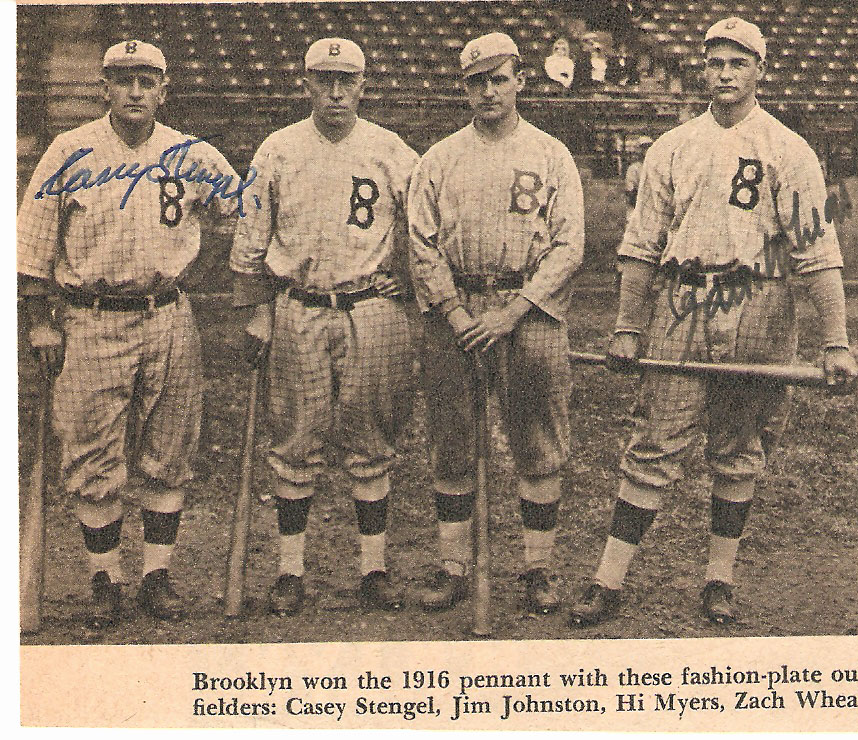 B B B B
Casey Stengel.
B B B B
Brooklyn won the 1916 pennant with these fashion-plate ou
fielders: Casey Stengel, Jim Johnston, Hi Myers, Zach Whea